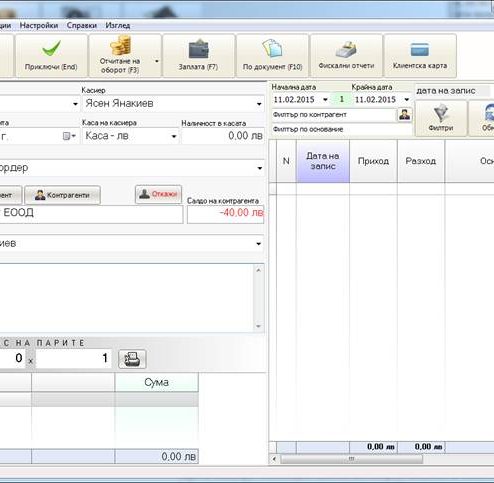 ции Настройки Справки Изглед
Приключи (End)
Отчитане на оборот (F3)
Заплата (F7)
По документ (F10)
Фискални отчети
Клиентска карта
Касиер
Ясен Янакиев
Каса на касиера
Наличност в касата
г.
Каса - лв
0,00 лв
ордер
Контрагенти
Откажи
Салдо на контрагента
ЕООД
-40,00 лв
иев
С НА ПАРИТЕ
0 x 1
Сума
0,00 лв
Начална дата
Крайна дата
дата на запис
11.02.2015
1
11.02.2015
Филтър по контрагент
Филтър по основание
Филтри
N
Дата на запис
Приход
Разход
Осн
0,00 лв
0,00 лв